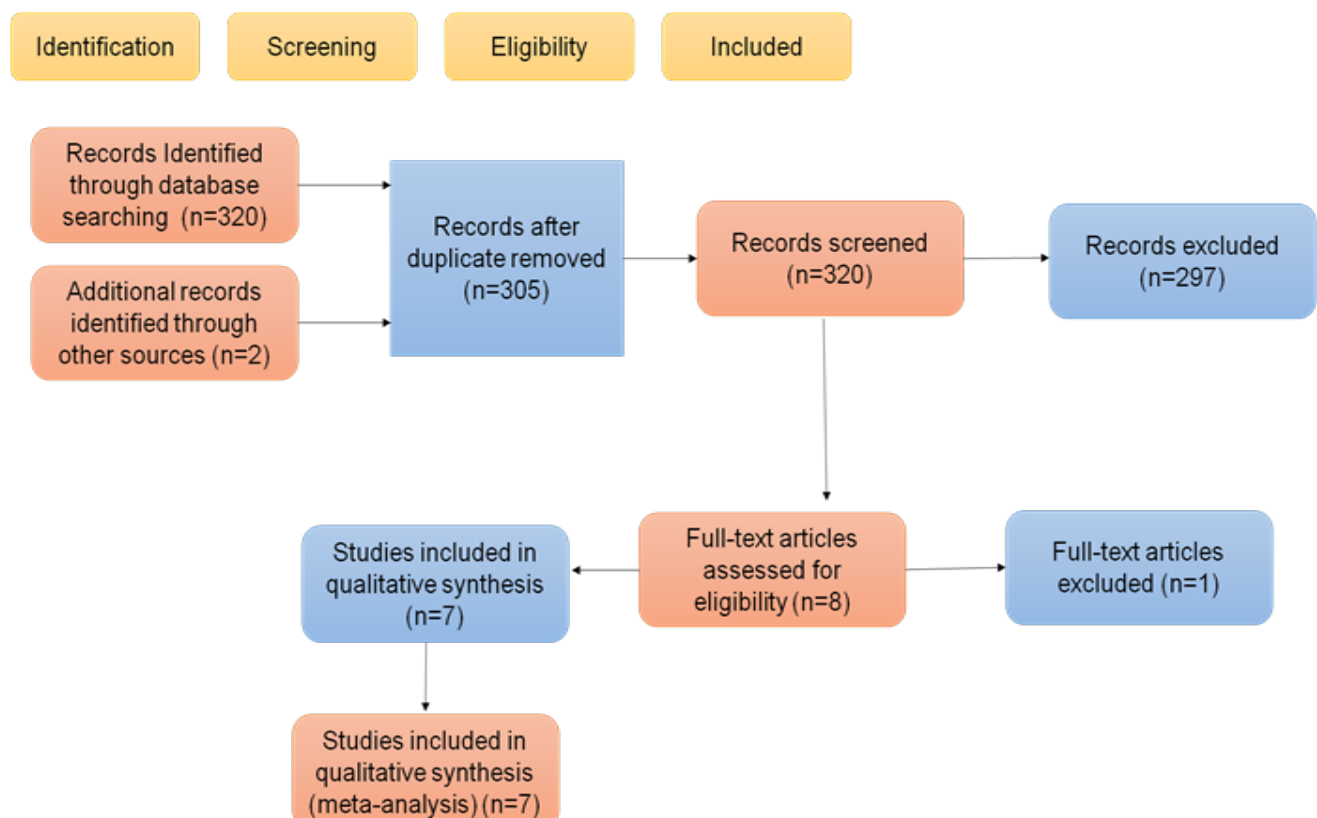 Identification
Screening
Eligibility
Included
Records Identified
through database
searching (n=320)
Additional records
identified through
other sources (n=2)
Records after
duplicate removed
(n=305)
Records screened
(n=320)
Records excluded
(n=297)
Full-text articles
assessed for
eligibility (n=8)
Full-text articles
excluded (n=1)
Studies included in
qualitative synthesis
(n=7)
Studies included in
qualitative synthesis
(meta-analysis) (n=7)